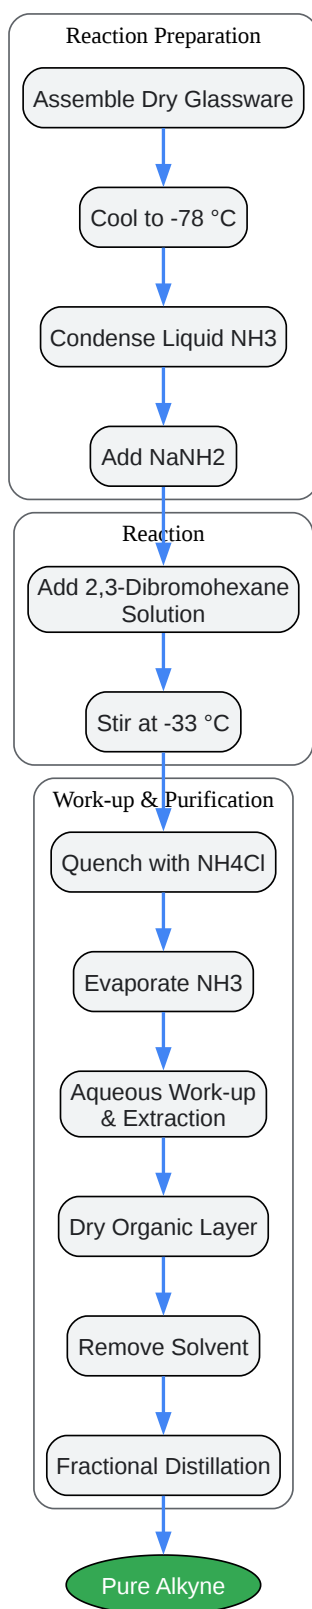 Reaction Preparation
Assemble Dry Glassware
Cool to -78 °C
Condense Liquid NH3
Add NaNH2
Reaction
Add 2,3-Dibromohexane
Solution
Stir at -33 °C
Work-up & Purification
Quench with NH4Cl
Evaporate NH3
Aqueous Work-up
& Extraction
Dry Organic Layer
Remove Solvent
Fractional Distillation
Pure Alkyne